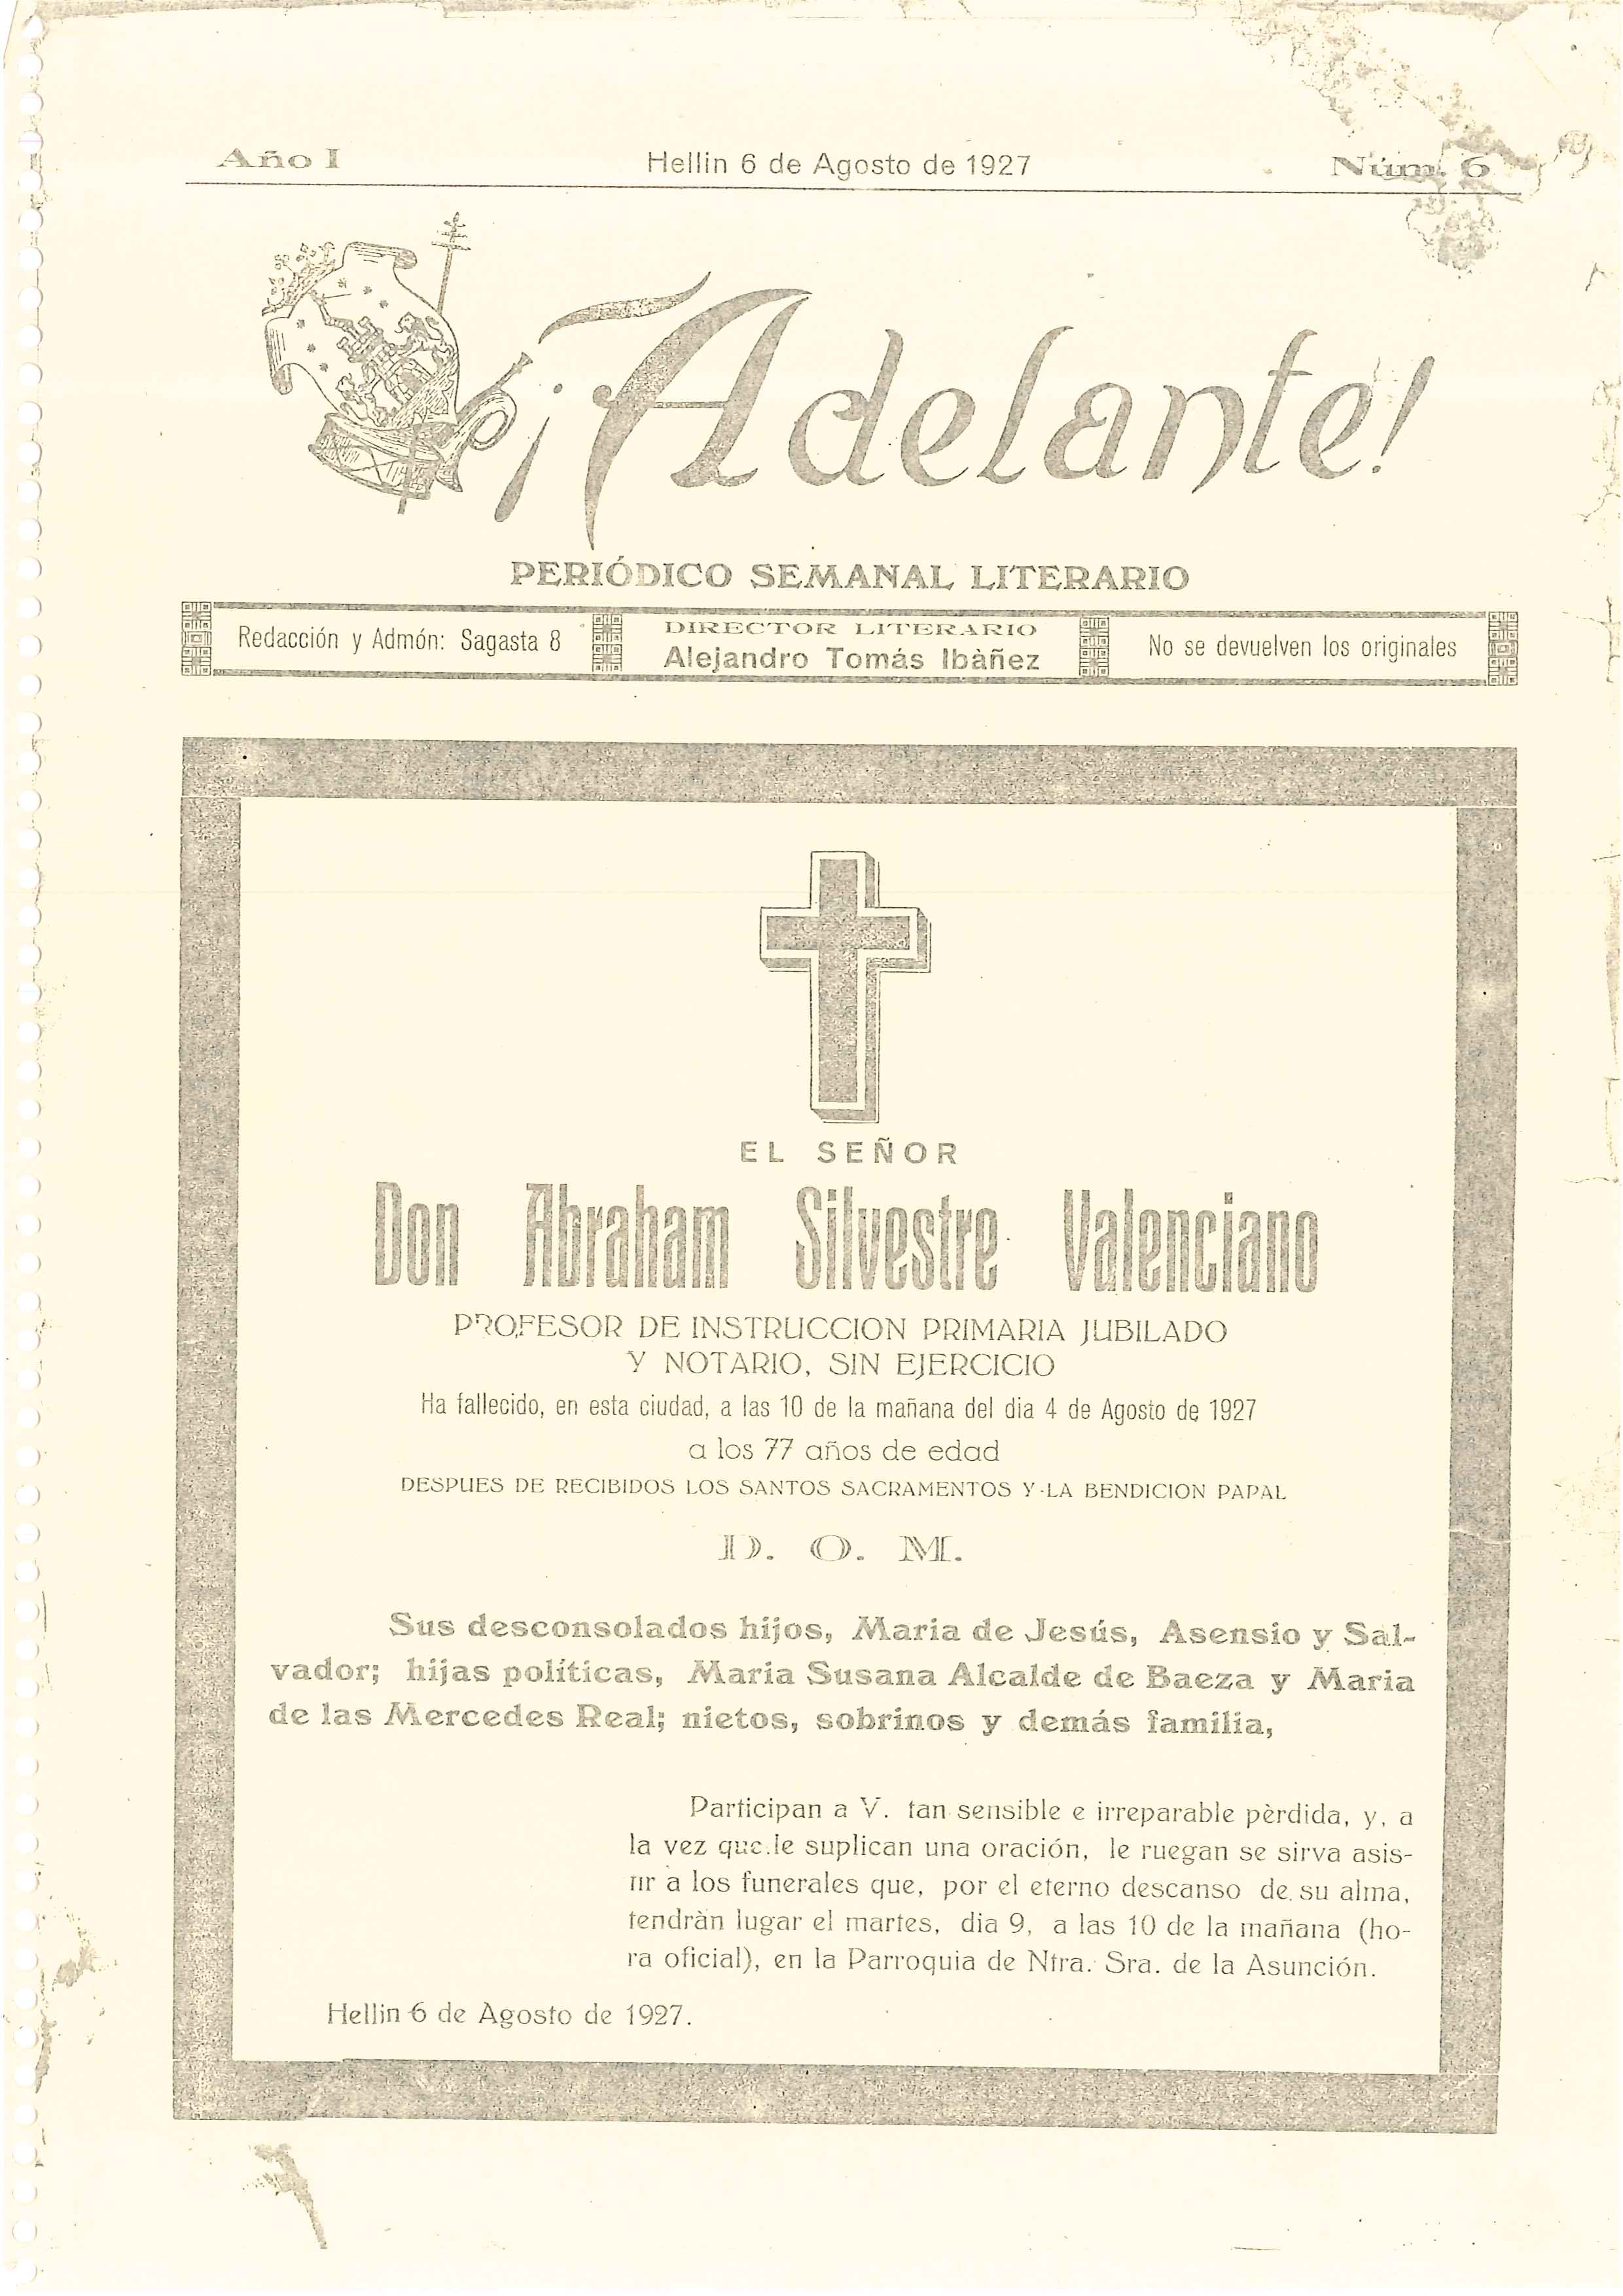 Año I
Hellin 6 de Agosto de 1927
Núm. 6
¡Adelante!
PERIÓDICO SEMANAL LITERARIO
Redacción y Admón: Sagasta 8
DIRECTOR LITERARIO
Alejandro Tomás Ibàñez
No se devuelven los originales
EL SEÑOR
Don Abraham Silvestre Valenciano
PROFESOR DE INSTRUCCION PRIMARIA JUBILADO
Y NOTARIO, SIN EJERCICIO
Ha fallecido, en esta ciudad, a las 10 de la mañana del dia 4 de Agosto de 1927
a los 77 años de edad
DESPUES DE RECIBIDOS LOS SANTOS SACRAMENTOS Y LA BENDICION PAPAL
D. O. M.
Sus desconsolados hijos, Maria de Jesús, Asensio y Sal-
vador; hijas políticas, Maria Susana Alcalde de Baeza y Maria
de las Mercedes Real; nietos, sobrinos y demás familia,
Participan a V. tan sensible e irreparable pèrdida, y, a
la vez que le suplican una oración, le ruegan se sirva asis-
tir a los funerales que, por el eterno descanso de su alma,
tendràn lugar el martes, dia 9, a las 10 de la mañana (ho-
ra oficial), en la Parroquia de Ntra. Sra. de la Asunción.
Hellin 6 de Agosto de 1927.